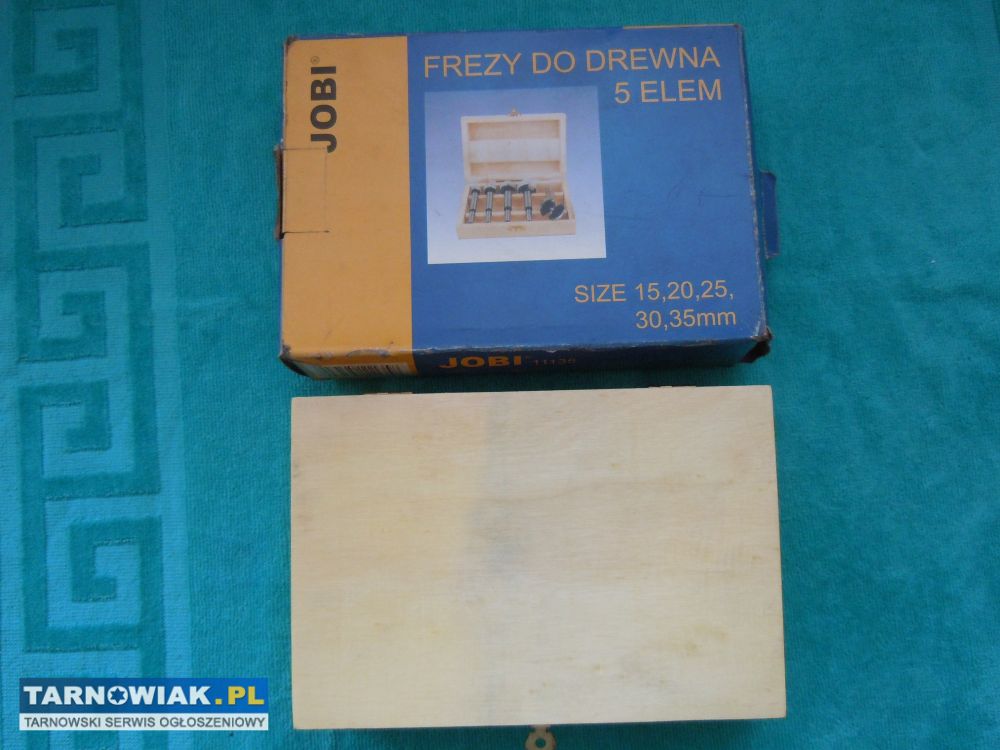 JOBI®
FREZY DO DREWNA
5 ELEM
SIZE 15,20,25,
30,35mm
JOBI
TARNOWIAK.PL
TARNOWSKI SERWIS OGŁOSZENIOWY